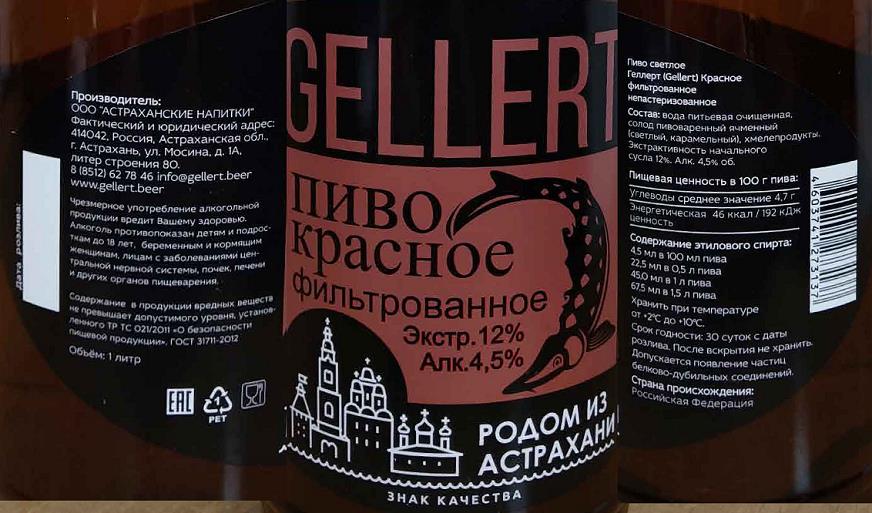 Производитель:
ООО "АСТРАХАНСКИЕ НАПИТКИ"
Фактический и юридический адрес:
414042, Россия, Астраханская обл.,
г. Астрахань, ул. Мосина, д. 1А,
литер строения 80.
8 (8512) 62 78 46 info@gellert.beer
www.gellert.beer
Чрезмерное употребление алкогольной
продукции вредит Вашему здоровью.
Алкоголь противопоказан детям и подрос-
ткам до 18 лет, беременным и кормящим
женщинам, лицам с заболеваниями цен-
тральной нервной системы, почек, печени
и других органов пищеварения.
Содержание в продукции вредных веществ
не превышает допустимого уровня, установ-
ленного ТР ТС 021/2011 «О безопасности
пищевой продукции». ГОСТ 31711-2012
Объём: 1 литр
Дата розлива:
EAC
1
PET
GELLERT
пиво
красное
фильтрованное
Экстр.12%
Алк.4,5%
РОДОМ ИЗ
АСТРАХАНИ
ЗНАК КАЧЕСТВА
Пиво светлое
Геллерт (Gellert) Красное
фильтрованное
непастеризованное
Состав: вода питьевая очищенная,
солод пивоваренный ячменный
(светлый, карамельный), хмелепродукты.
Экстрактивность начального
сусла 12%. Алк. 4,5% об.
Пищевая ценность в 100 г пива:
Углеводы среднее значение 4,7 г
Энергетическая 46 ккал / 192 кДж
ценность
Содержание этилового спирта:
4,5 мл в 100 мл пива
22,5 мл в 0,5 л пива
45,0 мл в 1 л пива
67,5 мл в 1,5 л пива
Хранить при температуре
от +2°С до +10°С.
Срок годности: 30 суток с даты
розлива. После вскрытия не хранить.
Допускается появление частиц
белково-дубильных соединений.
Страна происхождения:
Российская Федерация